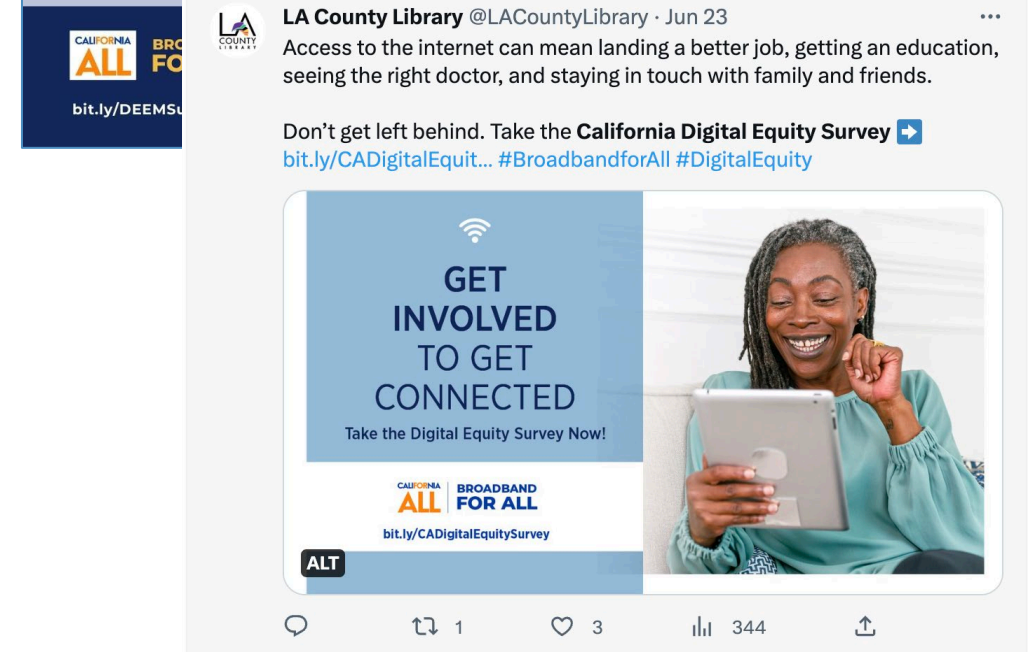 CALIFORNIA
ALL
bit.ly/DEEMSu
LA COUNTY LIBRARY
LA County Library @LACountyLibrary · Jun 23
Access to the internet can mean landing a better job, getting an education,
seeing the right doctor, and staying in touch with family and friends.
Don’t get left behind. Take the California Digital Equity Survey ➡️
bit.ly/CADigitalEquit... #BroadbandforAll #DigitalEquity
GET
INVOLVED
TO GET
CONNECTED
Take the Digital Equity Survey Now!
CALIFORNIA
ALL
BROADBAND
FOR ALL
bit.ly/CADigitalEquitySurvey
ALT
1
3
344